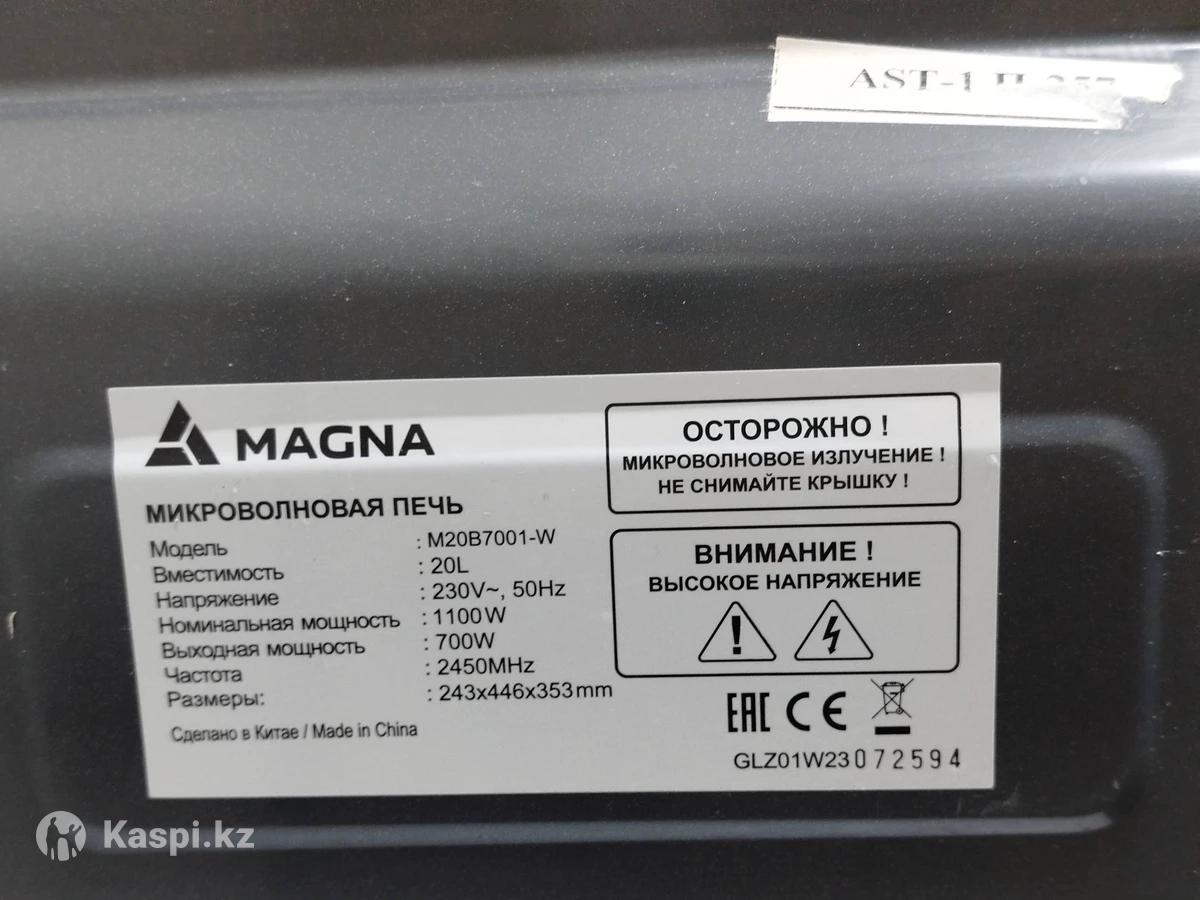 AST-1
MAGNA
МИКРОВОЛНОВАЯ ПЕЧЬ
Модель : M20B7001-W
Вместимость : 20L
Напряжение : 230V~, 50Hz
Номинальная мощность : 1100W
Выходная мощность : 700W
Частота : 2450MHz
Размеры: : 243x446x353mm
Сделано в Китае / Made in China
ОСТОРОЖНО !
МИКРОВОЛНОВОЕ ИЗЛУЧЕНИЕ !
НЕ СНИМАЙТЕ КРЫШКУ !
ВНИМАНИЕ !
ВЫСОКОЕ НАПРЯЖЕНИЕ
EAC CE
GLZ01W23072594
Kaspi.kz